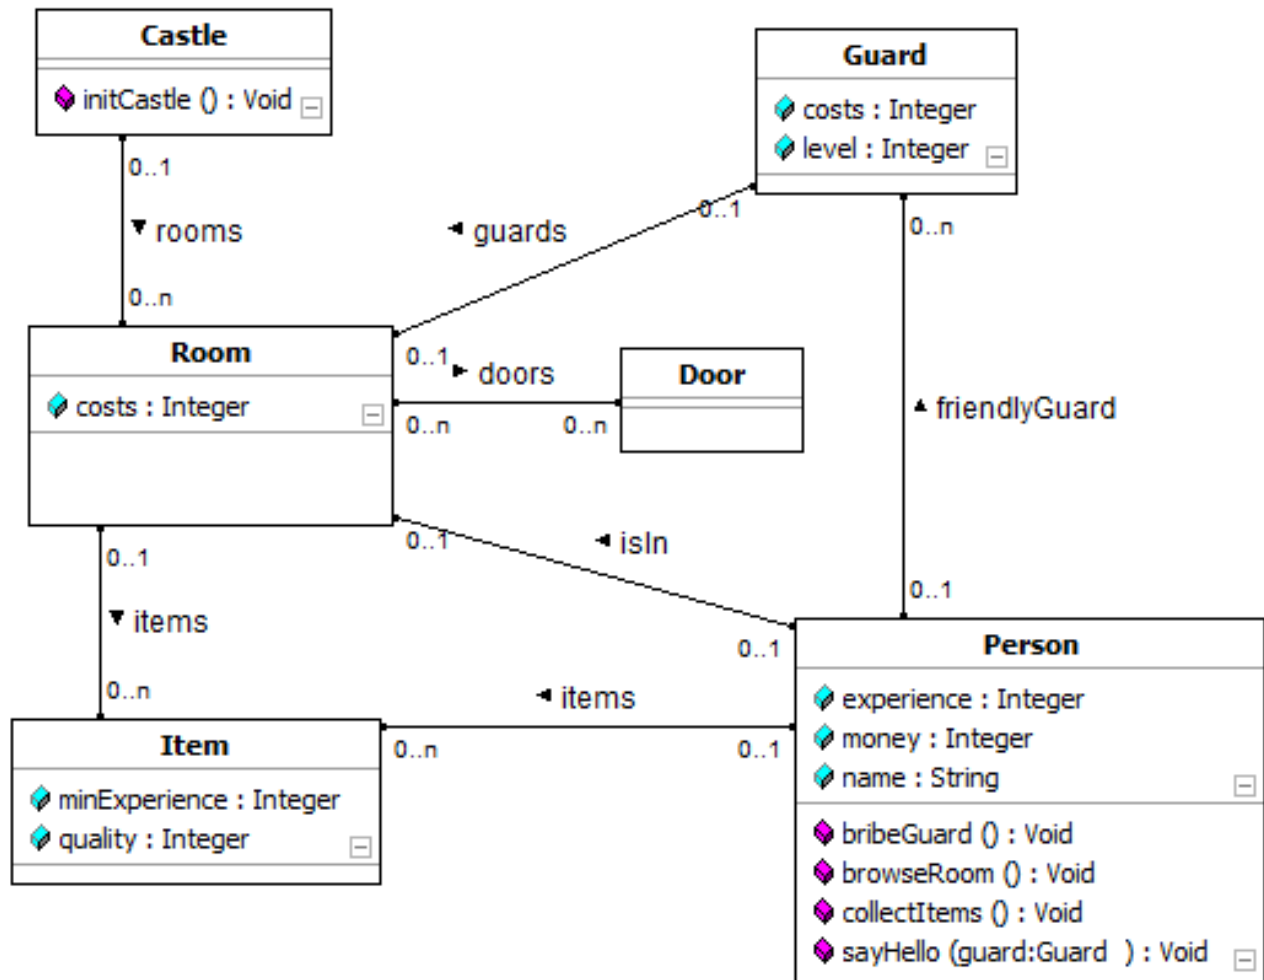 Castle
initCastle () : Void
Guard
costs : Integer
level : Integer
0..1
rooms
0..n
guards
0..1
0..n
Room
costs : Integer
0..1
doors
0..n
0..n
Door
friendlyGuard
0..1
isIn
0..1
0..1
0..1
items
0..n
items
0..n
0..1
Item
minExperience : Integer
quality : Integer
Person
experience : Integer
money : Integer
name : String
bribeGuard () : Void
browseRoom () : Void
collectItems () : Void
sayHello (guard:Guard ) : Void